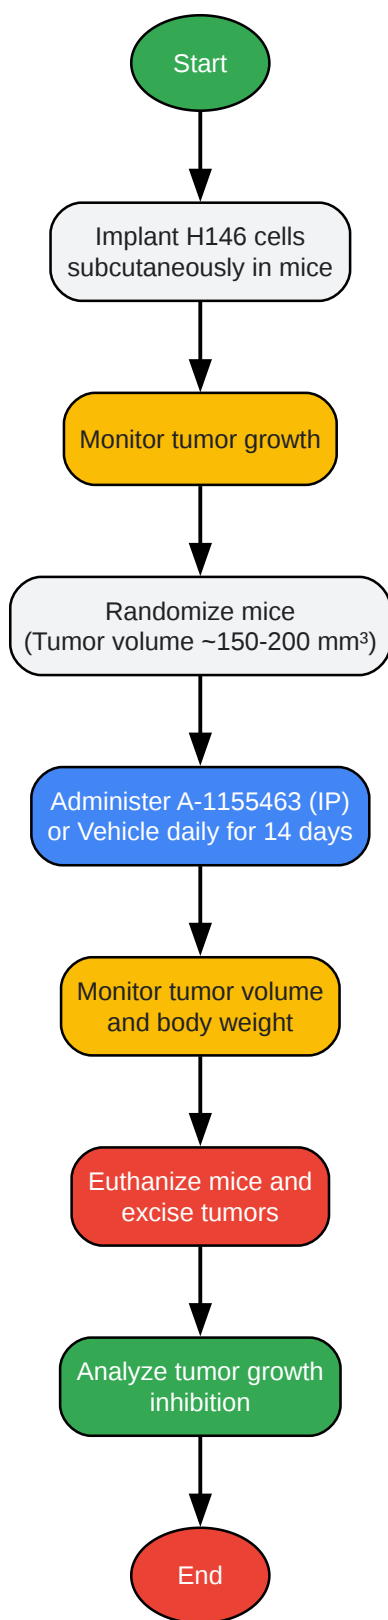 Start
Implant H146 cells
subcutaneously in mice
Monitor tumor growth
Randomize mice
(Tumor volume ~150-200 mm³)
Administer A-1155463 (IP)
or Vehicle daily for 14 days
Monitor tumor volume
and body weight
Euthanize mice and
excise tumors
Analyze tumor growth
inhibition
End